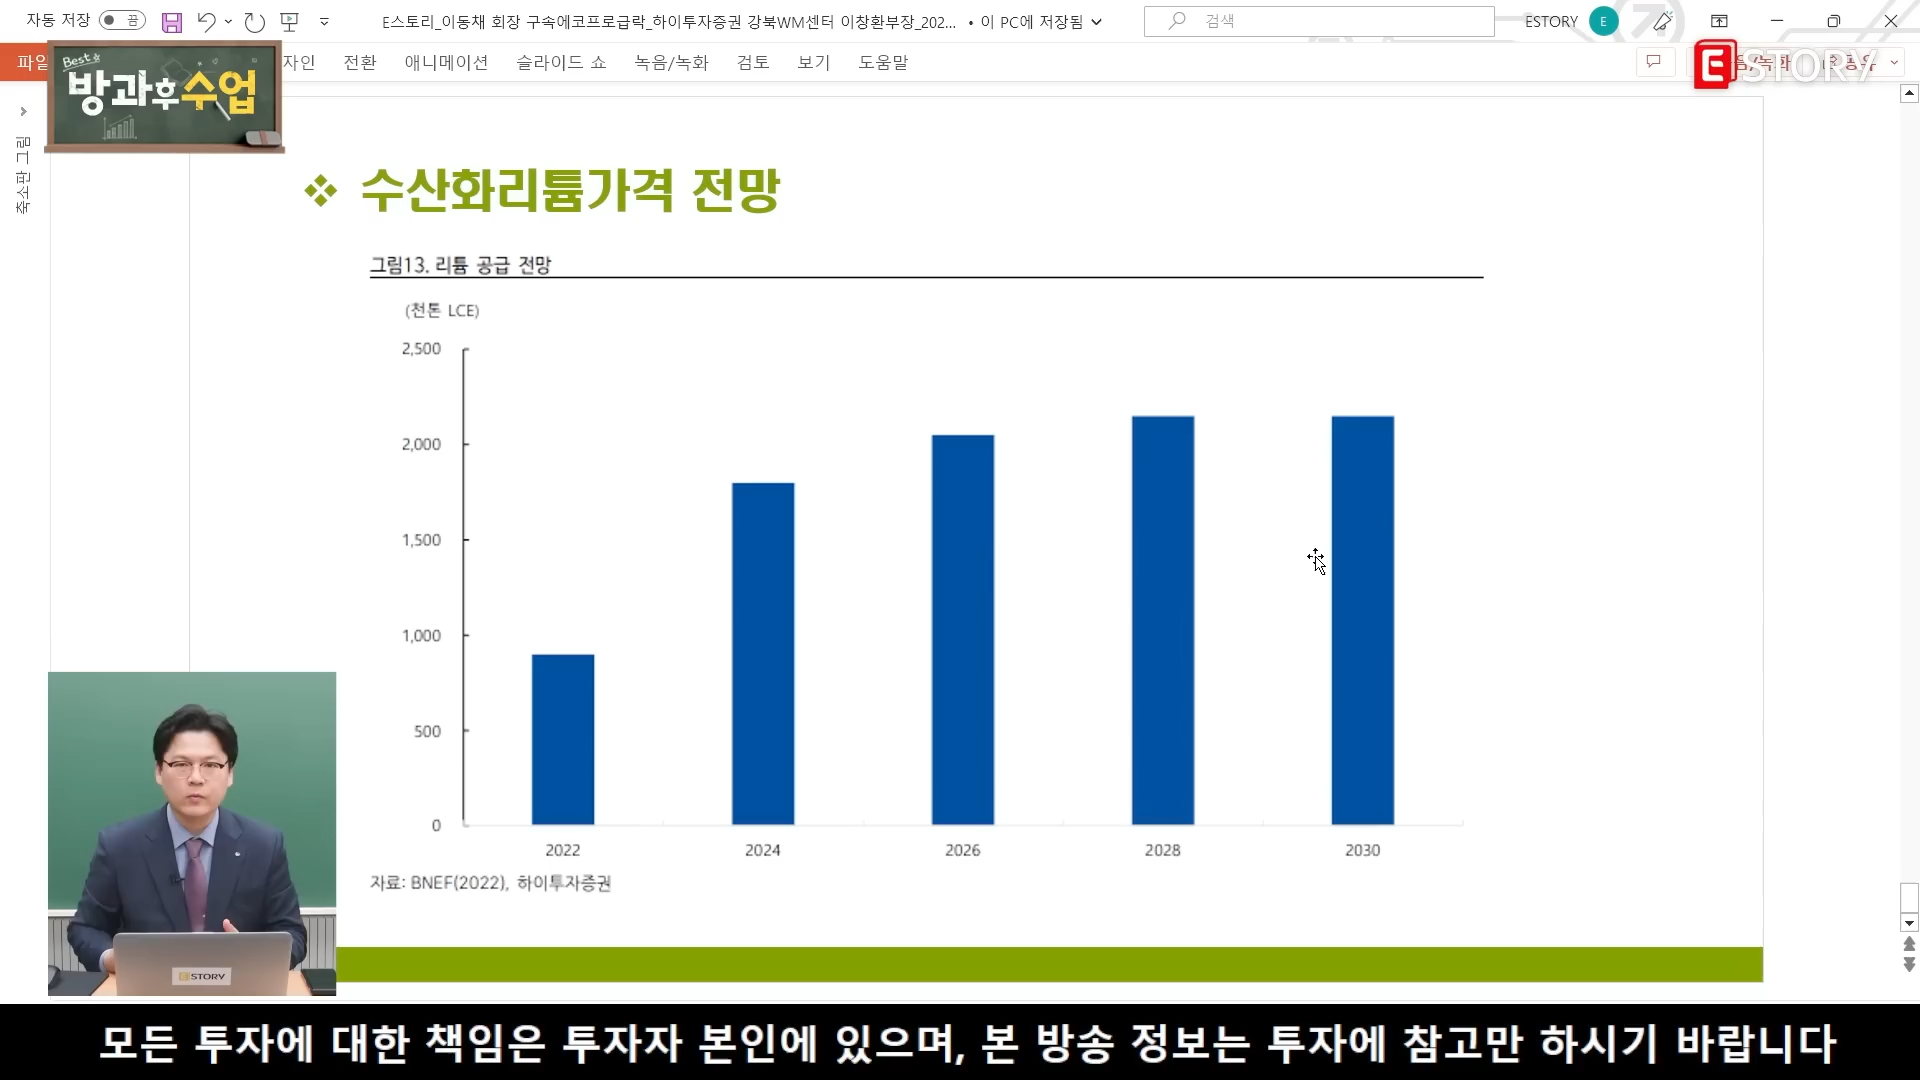 자동 저장 끔 E스토리_이동채 회장 구속에코프로급락_하이투자증권 강북WM센터 이창환부장_202... • 이 PC에 저장됨 검색 ESTORY E
전환 애니메이션 슬라이드 쇼 녹음/녹화 검토 보기 도움말
Best
방과후수업
E STORY
축소판 그림
수산화리튬가격 전망
그림13. 리튬 공급 전망
(천톤 LCE)
2,500
2,000
1,500
1,000
500
0
2022 2024 2026 2028 2030
자료: BNEF(2022), 하이투자증권
ESTORY
모든 투자에 대한 책임은 투자자 본인에 있으며, 본 방송 정보는 투자에 참고만 하시기 바랍니다